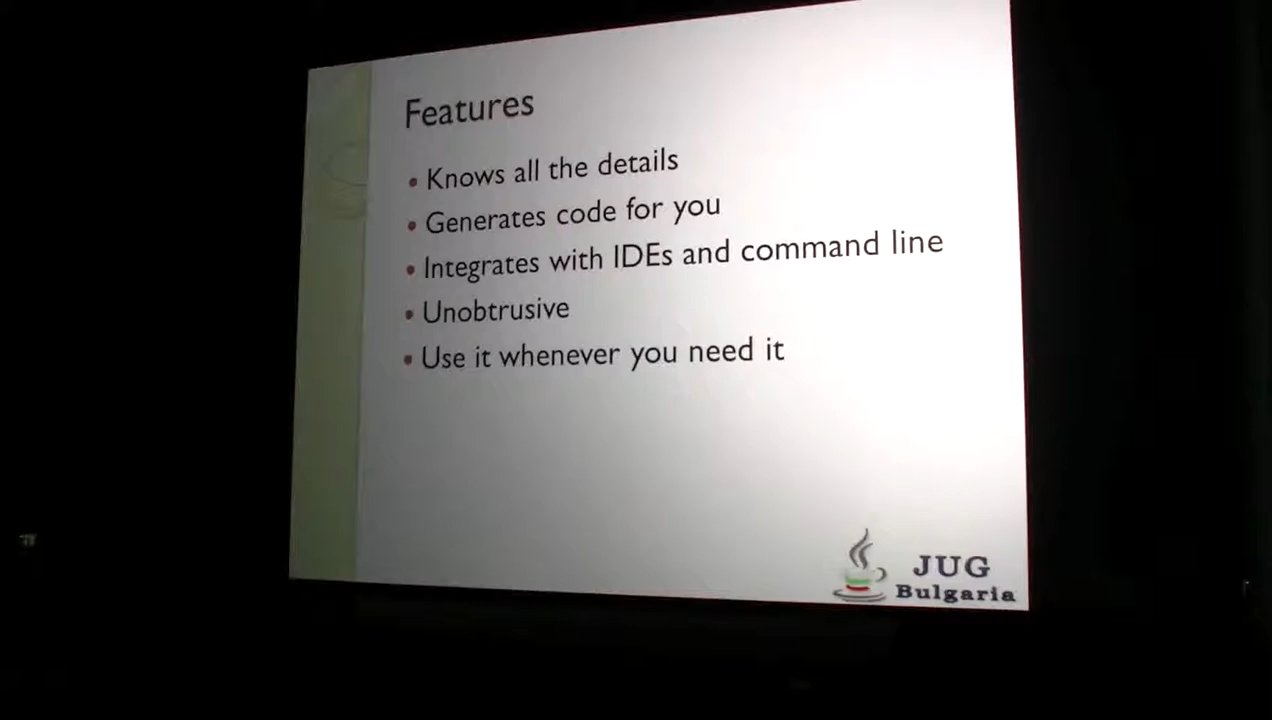 Features
• Knows all the details
• Generates code for you
• Integrates with IDEs and command line
• Unobtrusive
• Use it whenever you need it
JUG
Bulgaria